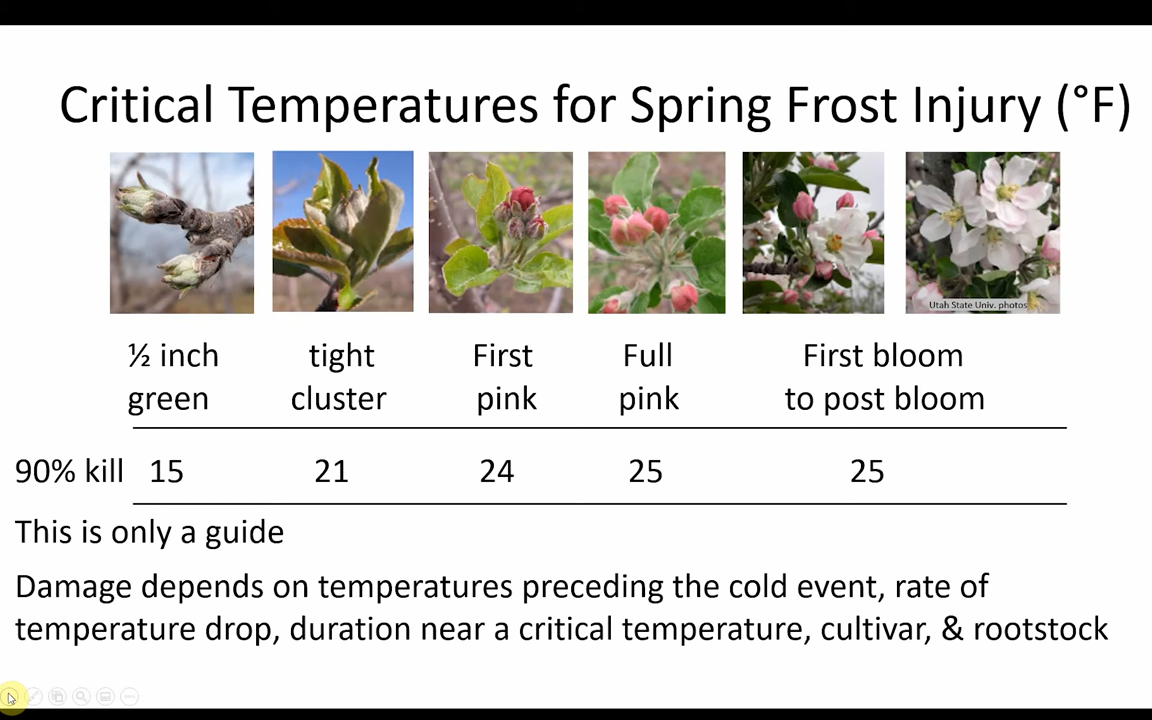 Critical Temperatures for Spring Frost Injury (°F)
Utah State Univ. photos
½ inch green
tight cluster
First pink
Full pink
First bloom to post bloom
90% kill 15 21 24 25 25
This is only a guide
Damage depends on temperatures preceding the cold event, rate of
temperature drop, duration near a critical temperature, cultivar, & rootstock